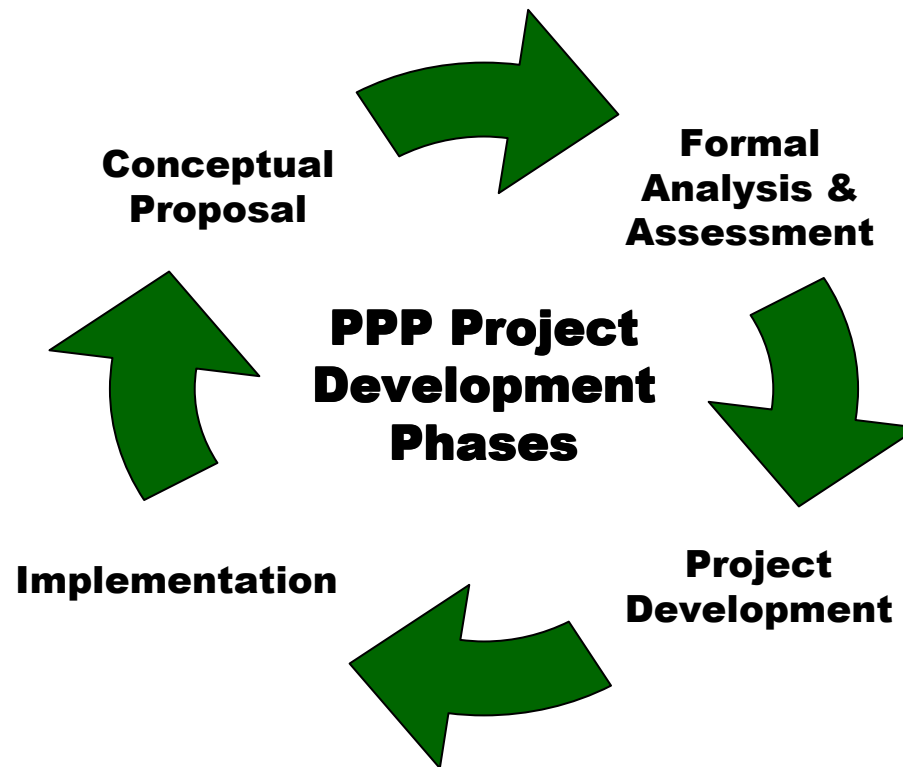 Conceptual
Proposal
Formal
Analysis &
Assessment
PPP Project
Development
Phases
Project
Development
Implementation